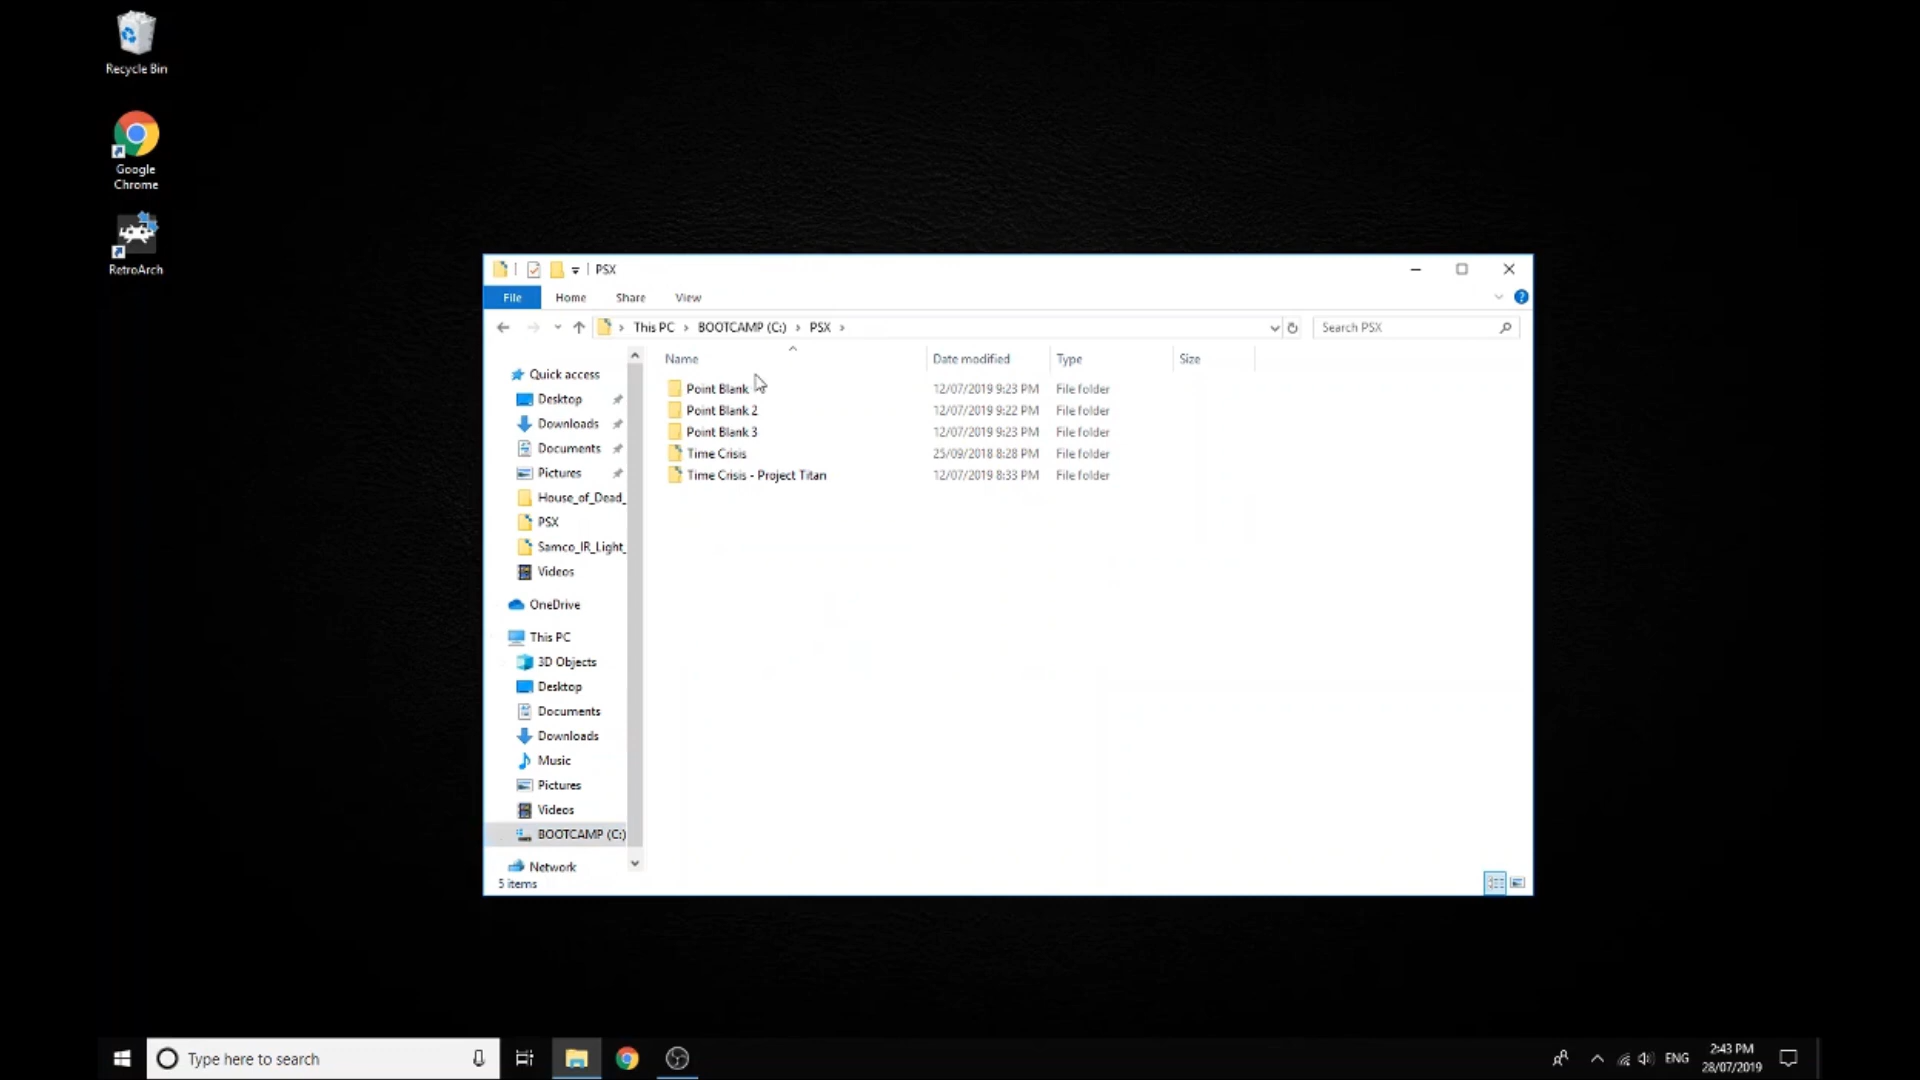 Recycle Bin
Google
Chrome
RetroArch
PSX
File Home Share View
This PC BOOTCAMP (C:) PSX
Search PSX
Name Date modified Type Size
Point Blank 12/07/2019 9:23 PM File folder
Point Blank 2 12/07/2019 9:22 PM File folder
Point Blank 3 12/07/2019 9:23 PM File folder
Time Crisis 25/09/2018 8:28 PM File folder
Time Crisis - Project Titan 12/07/2019 8:33 PM File folder
Quick access
Desktop
Downloads
Documents
Pictures
House_of_Dead_
PSX
Samco_IR_Light_
Videos
OneDrive
This PC
3D Objects
Desktop
Documents
Downloads
Music
Pictures
Videos
BOOTCAMP (C:)
Network
5 items
Type here to search
ENG
2:43 PM
28/07/2019